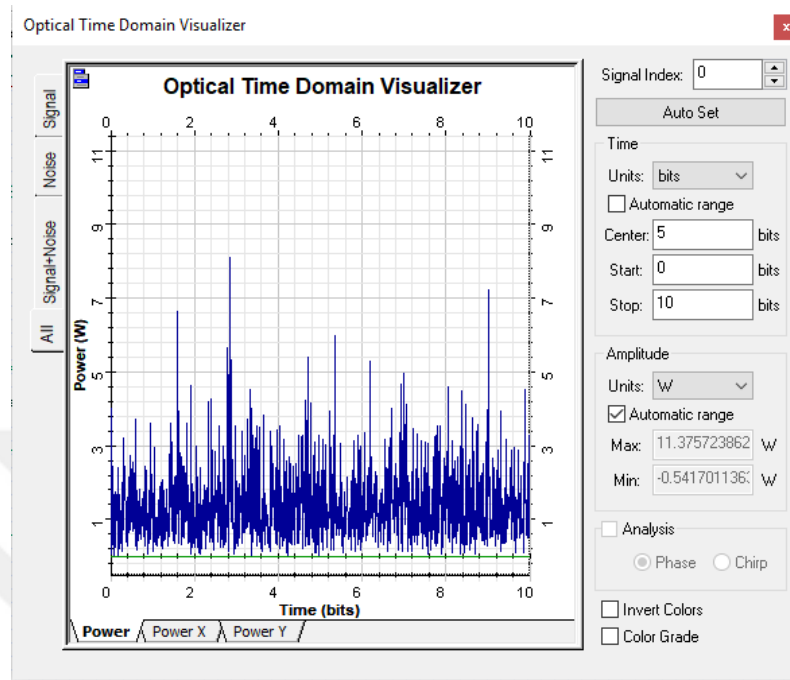 Optical Time Domain Visualizer
x
Signal
Noise
Signal+Noise
All
Optical Time Domain Visualizer
0 2 4 6 8 10
11 11
9 9
7 7
5 5
3 3
1 1
Power (W)
0 2 4 6 8 10
Time (bits)
Power Power X Power Y
Signal Index: 0
Auto Set
Time
Units: bits
Automatic range
Center: 5 bits
Start: 0 bits
Stop: 10 bits
Amplitude
Units: W
Automatic range
Max: 11.375723862 W
Min: -0.541701136 W
Analysis
Phase Chirp
Invert Colors
Color Grade